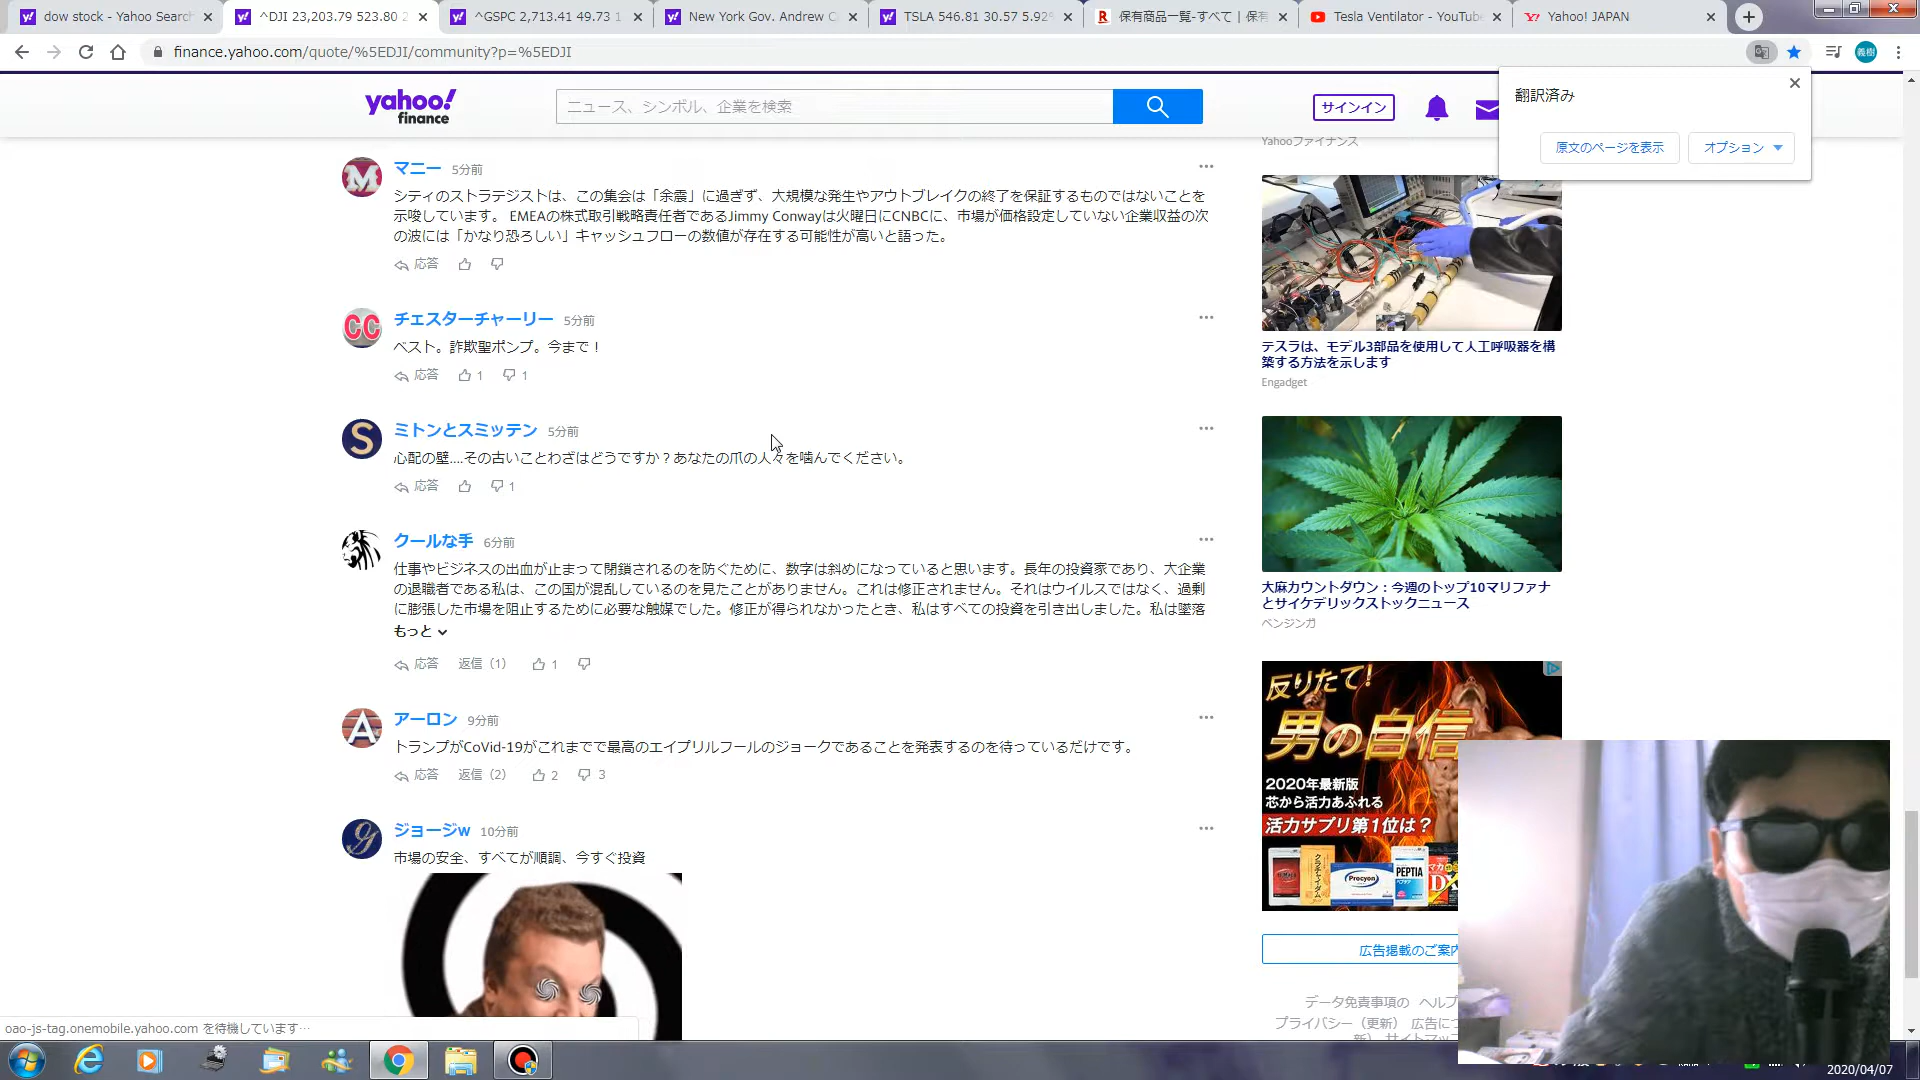 dow stock - Yahoo Search
^DJI 23,203.79 523.80 2
^GSPC 2,713.41 49.73 1
New York Gov. Andrew C
TSLA 546.81 30.57 5.92%
保有商品一覧-すべて | 保有
Tesla Ventilator - YouTube
Yahoo! JAPAN
finance.yahoo.com/quote/%5EDJI/community?p=%5EDJI
義樹
翻訳済み
原文のページを表示
オプション
yahoo!
finance
ニュース、シンボル、企業を検索
サインイン
Yahooファイナンス
マニー 5分前
シティのストラテジストは、この集会は「余震」に過ぎず、大規模な発生やアウトブレイクの終了を保証するものではないことを
示唆しています。 EMEAの株式取引戦略責任者であるJimmy Conwayは火曜日にCNBCに、市場が価格設定していない企業収益の次
の波には「かなり恐ろしい」キャッシュフローの数値が存在する可能性が高いと語った。
応答
CC
チェスターチャーリー 5分前
ベスト。詐欺聖ポンプ。今まで！
応答 1 1
S
ミトンとスミッテン 5分前
心配の壁....その古いことわざはどうですか？あなたの爪の人々を噛んでください。
応答 1
クールな手 6分前
仕事やビジネスの出血が止まって閉鎖されるのを防ぐために、数字は斜めになっていると思います。長年の投資家であり、大企業
の退職者である私は、この国が混乱しているのを見たことがありません。これは修正されません。それはウイルスではなく、過剰
に膨張した市場を阻止するために必要な触媒でした。修正が得られなかったとき、私はすべての投資を引き出しました。私は墜落
もっと
応答 返信（1） 1
A
アーロン 9分前
トランプがCoVid-19がこれまでで最高のエイプリルフールのジョークであることを発表するのを待っているだけです。
応答 返信（2） 2 3
ジョージw 10分前
市場の安全、すべてが順調、今すぐ投資
テスラは、モデル3部品を使用して人工呼吸器を構
築する方法を示します
Engadget
大麻カウントダウン：今週のトップ10マリファナ
とサイケデリックストックニュース
ベンジンガ
反りたて!
男の自信
2020年最新版
芯から活力あふれる
活力サプリ第1位は？
クラチャイダム
Procyon
PEPTIA
マカ
DX
広告掲載のご案内
データ免責事項の ヘルプ
プライバシー（更新） 広告につ
新） サイトマップ
oao-js-tag.onemobile.yahoo.com を待機しています…
2020/04/07